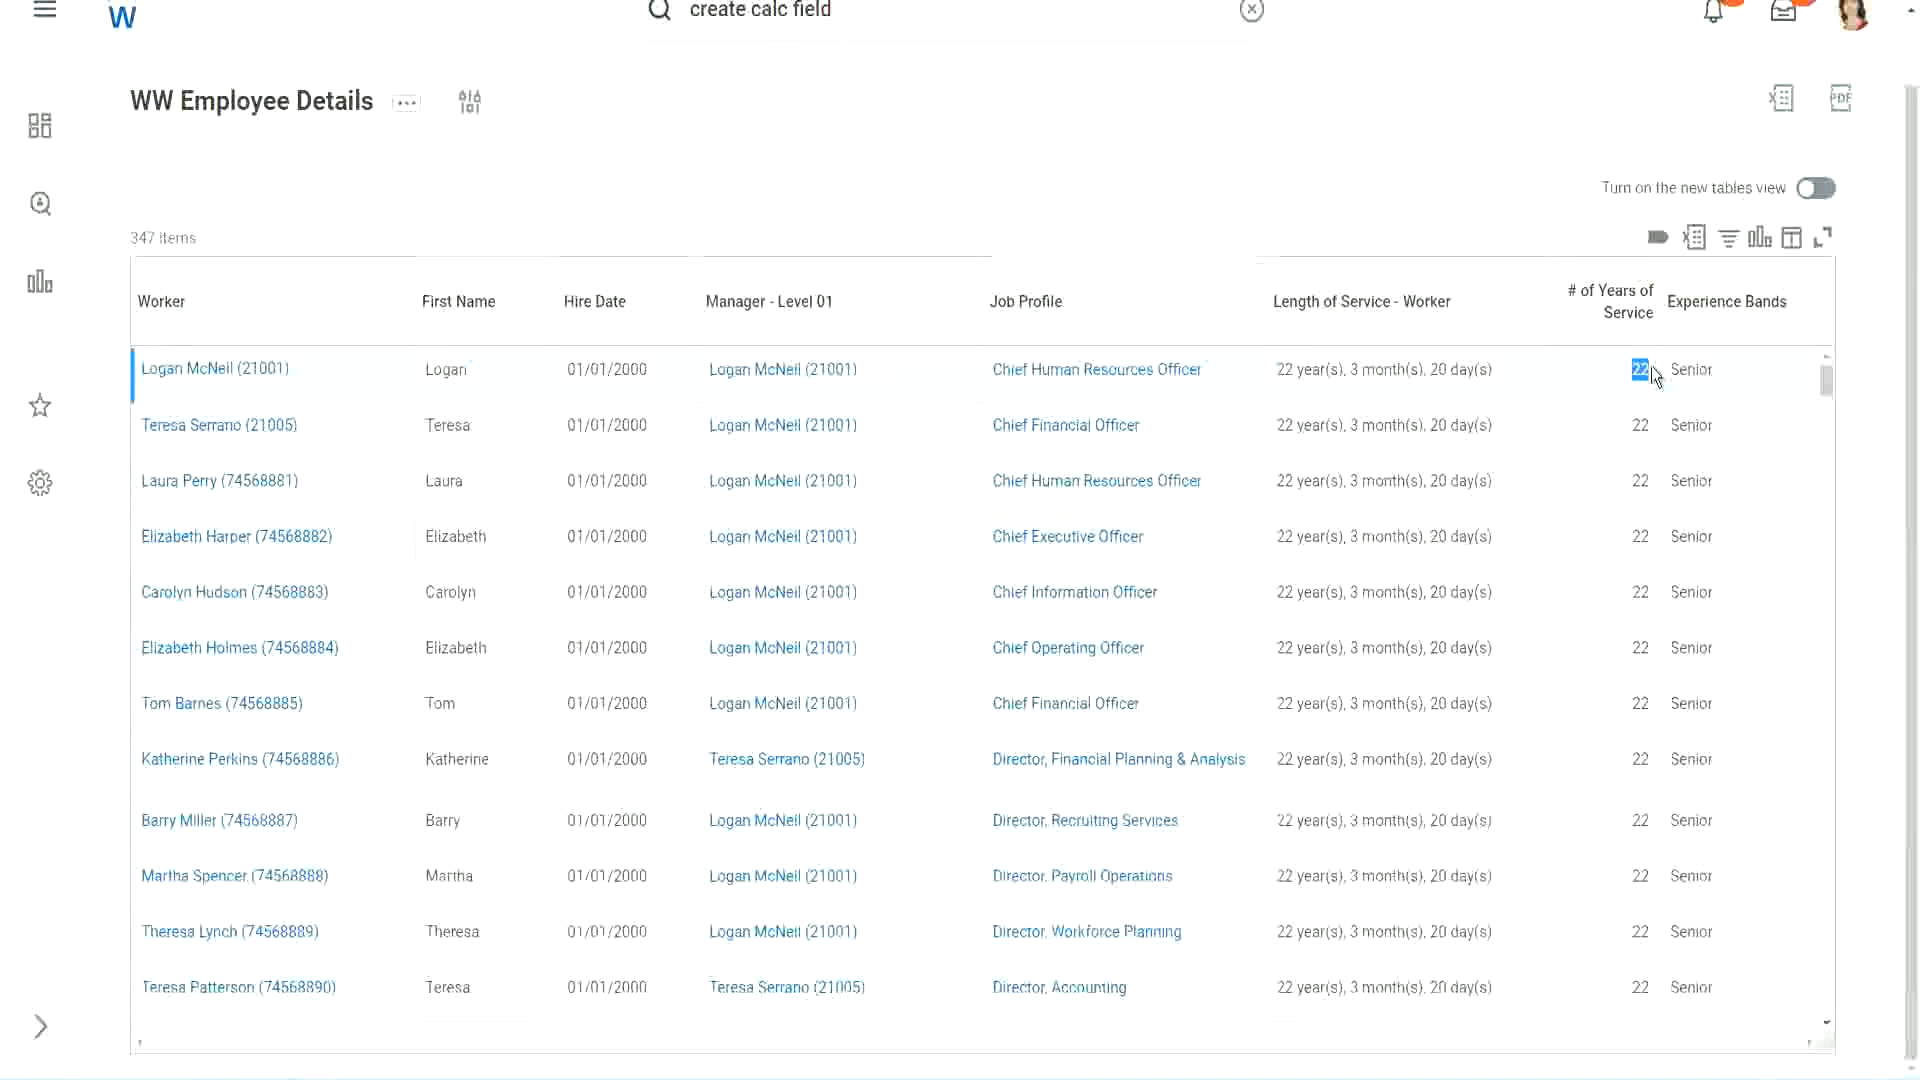 W
create calc field
WW Employee Details
PDF
Turn on the new tables view
347 items
Worker First Name Hire Date Manager - Level 01 Job Profile Length of Service - Worker # of Years of Service Experience Bands
Logan McNeil (21001) Logan 01/01/2000 Logan McNeil (21001) Chief Human Resources Officer 22 year(s), 3 month(s), 20 day(s) 22 Senior
Teresa Serrano (21005) Teresa 01/01/2000 Logan McNeil (21001) Chief Financial Officer 22 year(s), 3 month(s), 20 day(s) 22 Senior
Laura Perry (74568881) Laura 01/01/2000 Logan McNeil (21001) Chief Human Resources Officer 22 year(s), 3 month(s), 20 day(s) 22 Senior
Elizabeth Harper (74568882) Elizabeth 01/01/2000 Logan McNeil (21001) Chief Executive Officer 22 year(s), 3 month(s), 20 day(s) 22 Senior
Carolyn Hudson (74568883) Carolyn 01/01/2000 Logan McNeil (21001) Chief Information Officer 22 year(s), 3 month(s), 20 day(s) 22 Senior
Elizabeth Holmes (74568884) Elizabeth 01/01/2000 Logan McNeil (21001) Chief Operating Officer 22 year(s), 3 month(s), 20 day(s) 22 Senior
Tom Barnes (74568885) Tom 01/01/2000 Logan McNeil (21001) Chief Financial Officer 22 year(s), 3 month(s), 20 day(s) 22 Senior
Katherine Perkins (74568886) Katherine 01/01/2000 Teresa Serrano (21005) Director, Financial Planning & Analysis 22 year(s), 3 month(s), 20 day(s) 22 Senior
Barry Miller (74568887) Barry 01/01/2000 Logan McNeil (21001) Director, Recruiting Services 22 year(s), 3 month(s), 20 day(s) 22 Senior
Martha Spencer (74568888) Martha 01/01/2000 Logan McNeil (21001) Director, Payroll Operations 22 year(s), 3 month(s), 20 day(s) 22 Senior
Theresa Lynch (74568889) Theresa 01/01/2000 Logan McNeil (21001) Director, Workforce Planning 22 year(s), 3 month(s), 20 day(s) 22 Senior
Teresa Patterson (74568890) Teresa 01/01/2000 Teresa Serrano (21005) Director, Accounting 22 year(s), 3 month(s), 20 day(s) 22 Senior